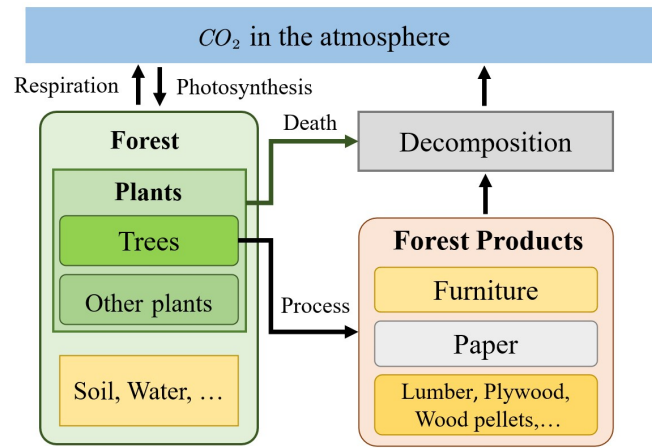 CO₂ in the atmosphere
Respiration
Photosynthesis
Forest
Death
Decomposition
Plants
Trees
Other plants
Soil, Water, …
Process
Forest Products
Furniture
Paper
Lumber, Plywood,
Wood pellets,…